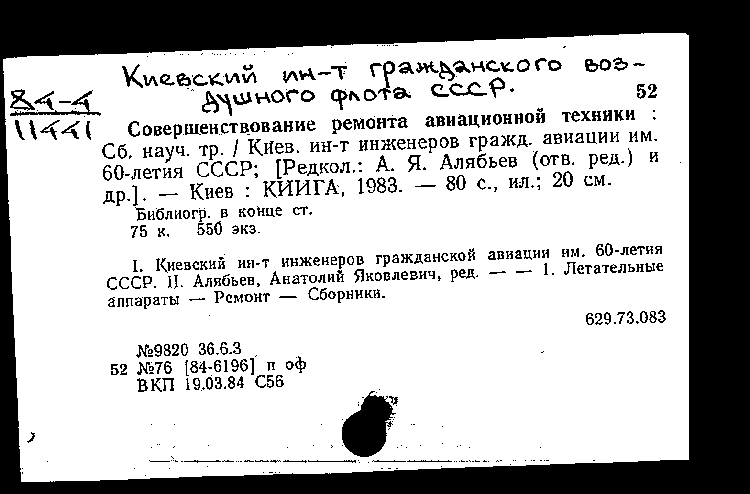 Киевский ин-т гражданского воз-
душного флота СССР.
84-4
11441
52
Совершенствование ремонта авиационной техники :
Сб. науч. тр. / Киев. ин-т инженеров гражд. авиации им.
60-летия СССР; [Редкол.: А. Я. Алябьев (отв. ред.) и
др.]. — Киев : КИИГА, 1983. — 80 с., ил.; 20 см.
Библиогр. в конце ст.
75 к. 550 экз.
I. Киевский ин-т инженеров гражданской авиации им. 60-летия
СССР. II. Алябьев, Анатолий Яковлевич, ред. — — 1. Летательные
аппараты — Ремонт — Сборники.
629.73.083
№9820 36.6.3
52 №76 [84-6196] п оф
ВКП 19.03.84 С56